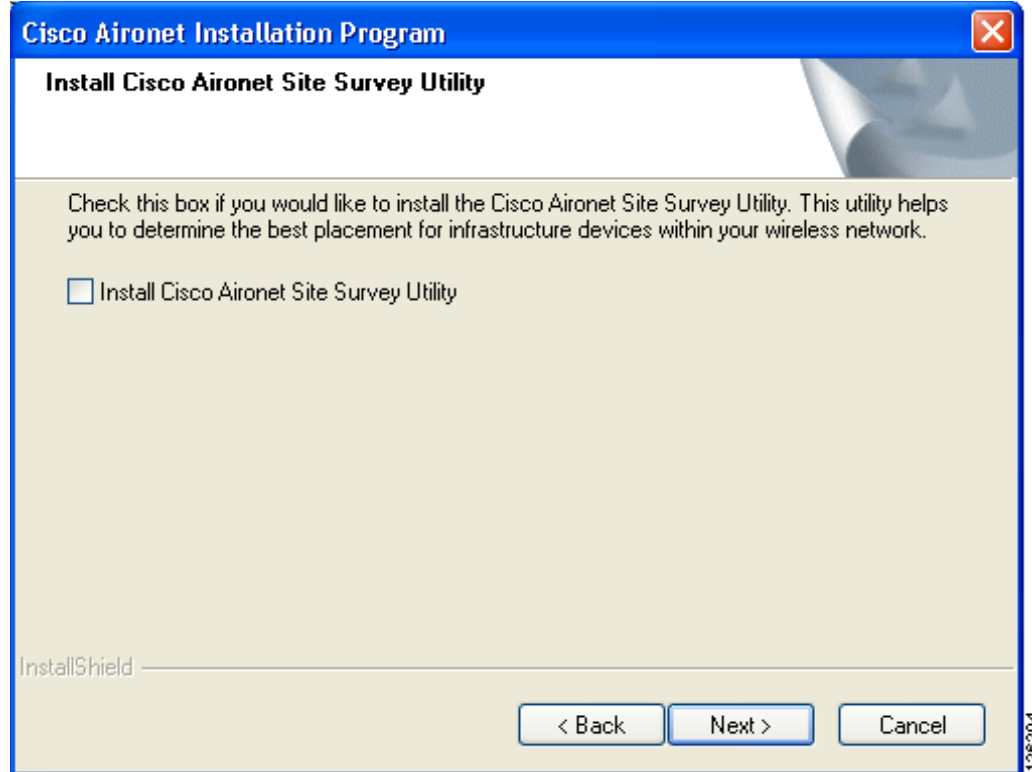 Cisco Aironet Installation Program
Install Cisco Aironet Site Survey Utility
Check this box if you would like to install the Cisco Aironet Site Survey Utility. This utility helps
you to determine the best placement for infrastructure devices within your wireless network.
Install Cisco Aironet Site Survey Utility
InstallShield
< Back
Next >
Cancel